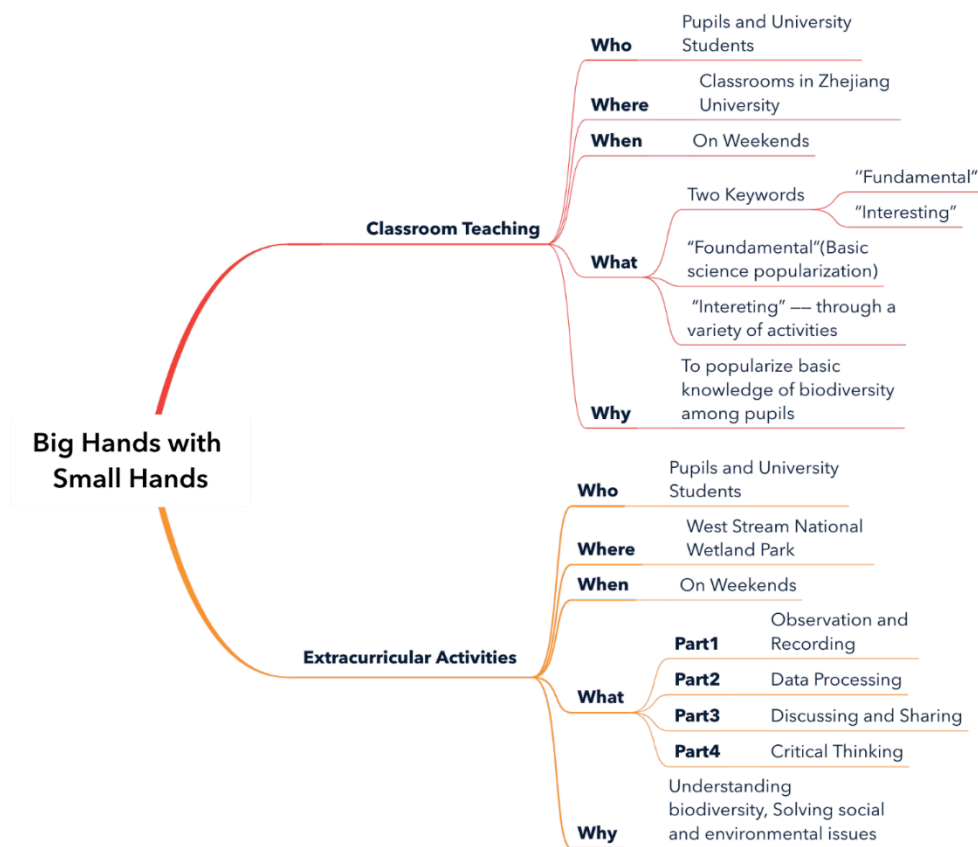 Big Hands with
Small Hands
Classroom Teaching
Who
Pupils and University
Students
Where
Classrooms in Zhejiang
University
When
On Weekends
What
Two Keywords
“Fundamental”
“Interesting”
“Foundamental”(Basic
science popularization)
“Intereting” —– through a
variety of activities
Why
To popularize basic
knowledge of biodiversity
among pupils
Extracurricular Activities
Who
Pupils and University
Students
Where
West Stream National
Wetland Park
When
On Weekends
What
Part1
Observation and
Recording
Part2
Data Processing
Part3
Discussing and Sharing
Part4
Critical Thinking
Why
Understanding
biodiversity, Solving social
and environmental issues